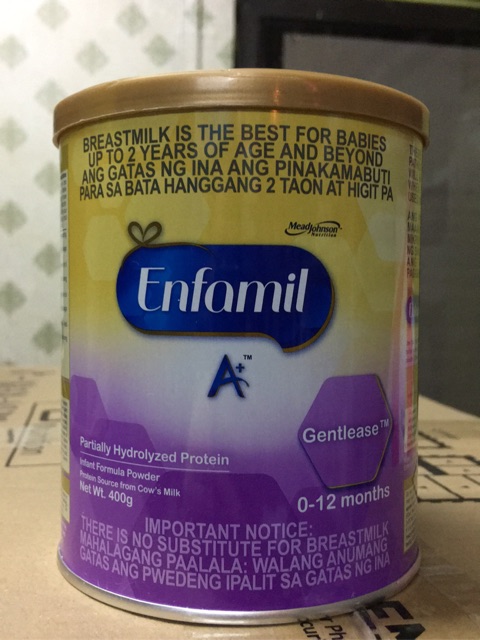 BREASTMILK IS THE BEST FOR BABIES
UP TO 2 YEARS OF AGE AND BEYOND
ANG GATAS NG INA ANG PINAKAMABUTI
PARA SA BATA HANGGANG 2 TAON AT HIGIT PA
MeadJohnson
Nutrition
Enfamil
A+™
Gentlease™
Partially Hydrolyzed Protein
Infant Formula Powder
Protein Source from Cow's Milk
Net Wt. 400g
0-12 months
IMPORTANT NOTICE:
THERE IS NO SUBSTITUTE FOR BREASTMILK
MAHALAGANG PAALALA: WALANG ANUMANG
GATAS ANG PWEDENG IPALIT SA GATAS NG INA